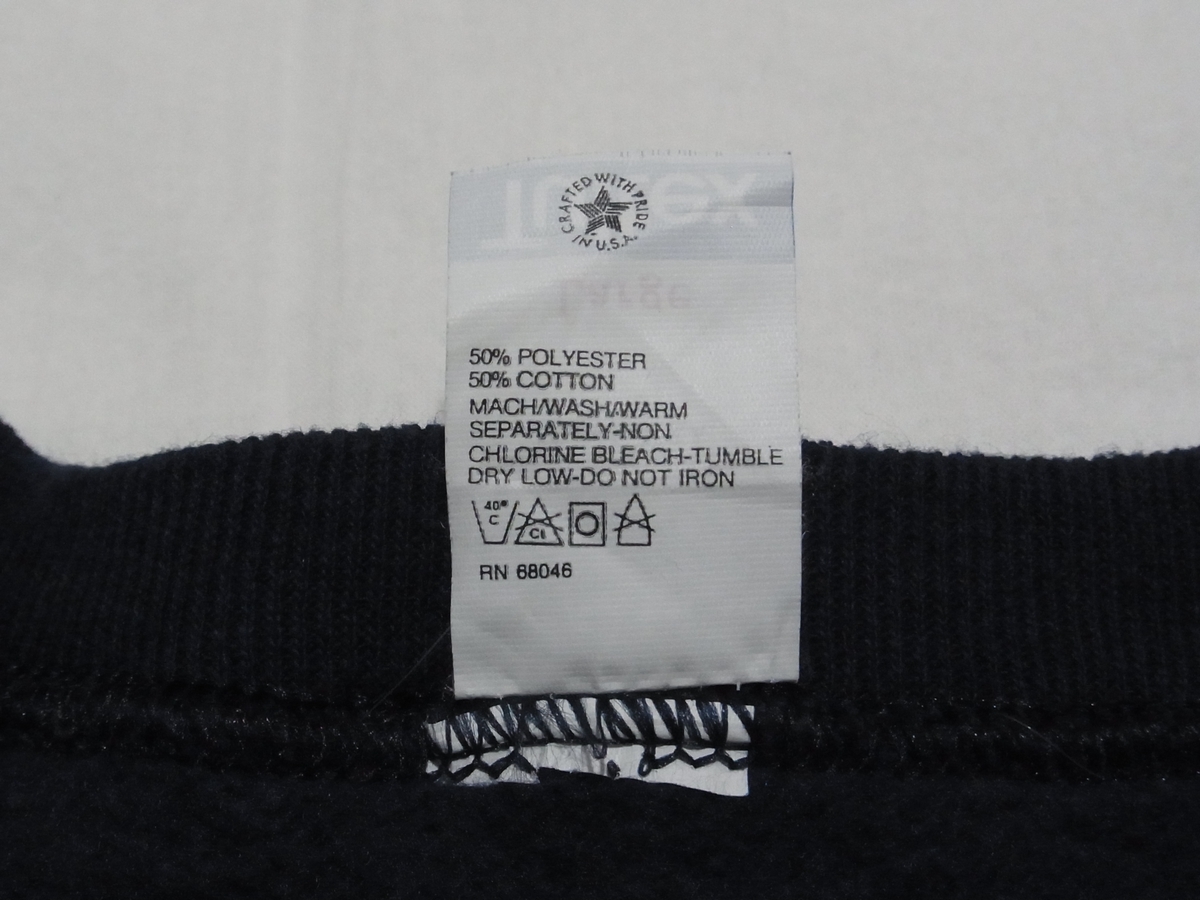 CRAFTED WITH PRIDE
IN U.S.A.
Large
50% POLYESTER
50% COTTON
MACH/WASH/WARM
SEPARATELY-NON
CHLORINE BLEACH-TUMBLE
DRY LOW-DO NOT IRON
40°
C
Cl
RN 68046